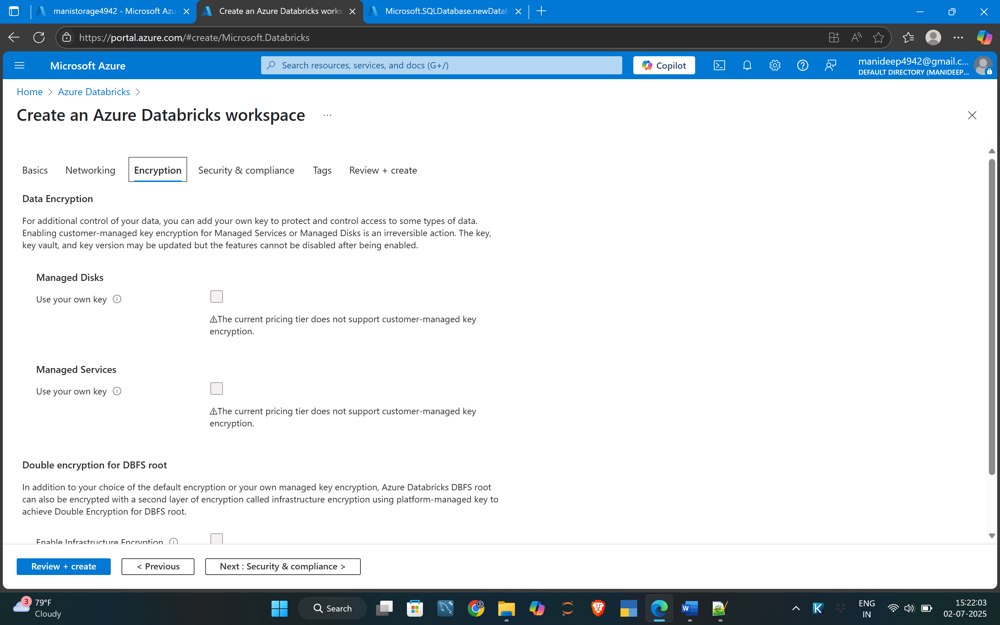 manistorage4942 - Microsoft Azu
Create an Azure Databricks works
Microsoft.SQLDatabase.newDatab
https://portal.azure.com/#create/Microsoft.Databricks
Microsoft Azure
Search resources, services, and docs (G+/)
Copilot
manideep4942@gmail.c...
DEFAULT DIRECTORY (MANIDEEP...
Home > Azure Databricks >
Create an Azure Databricks workspace ...
Basics Networking Encryption Security & compliance Tags Review + create
Data Encryption
For additional control of your data, you can add your own key to protect and control access to some types of data.
Enabling customer-managed key encryption for Managed Services or Managed Disks is an irreversible action. The key,
key vault, and key version may be updated but the features cannot be disabled after being enabled.
Managed Disks
Use your own key
⚠The current pricing tier does not support customer-managed key
encryption.
Managed Services
Use your own key
⚠The current pricing tier does not support customer-managed key
encryption.
Double encryption for DBFS root
In addition to your choice of the default encryption or your own managed key encryption, Azure Databricks DBFS root
can also be encrypted with a second layer of encryption called infrastructure encryption using platform-managed key to
achieve Double Encryption for DBFS root.
Enable Infrastructure Encryption
Review + create
< Previous
Next : Security & compliance >
3
79°F
Cloudy
Search
ENG
IN
15:22:03
02-07-2025